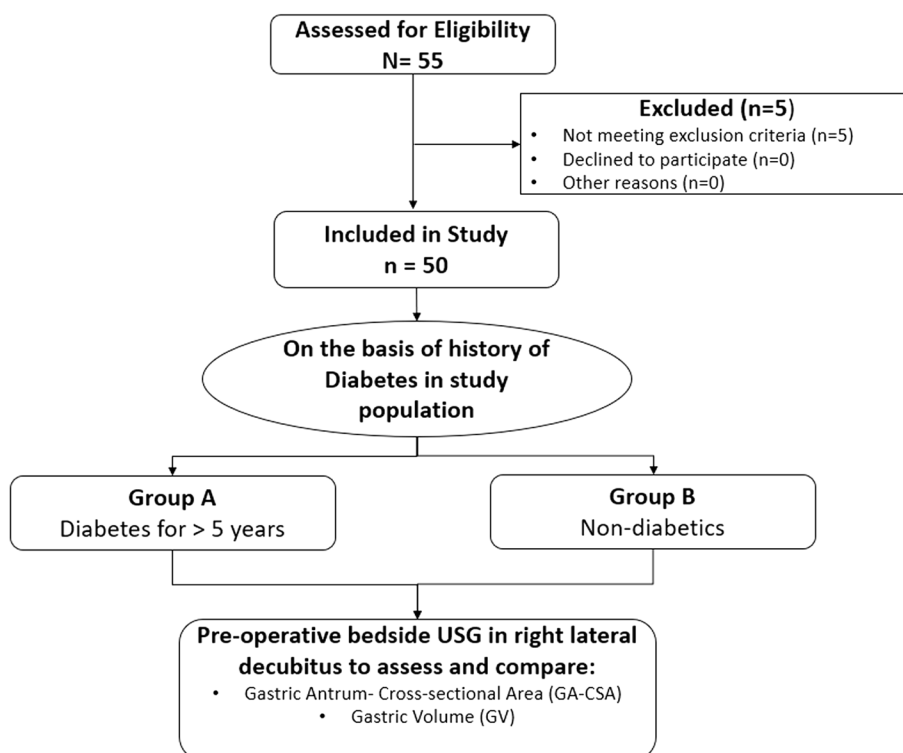 Assessed for Eligibility
N= 55
Excluded (n=5)
• Not meeting exclusion criteria (n=5)
• Declined to participate (n=0)
• Other reasons (n=0)
Included in Study
n = 50
On the basis of history of
Diabetes in study
population
Group A
Diabetes for > 5 years
Group B
Non-diabetics
Pre-operative bedside USG in right lateral
decubitus to assess and compare:
• Gastric Antrum- Cross-sectional Area (GA-CSA)
• Gastric Volume (GV)